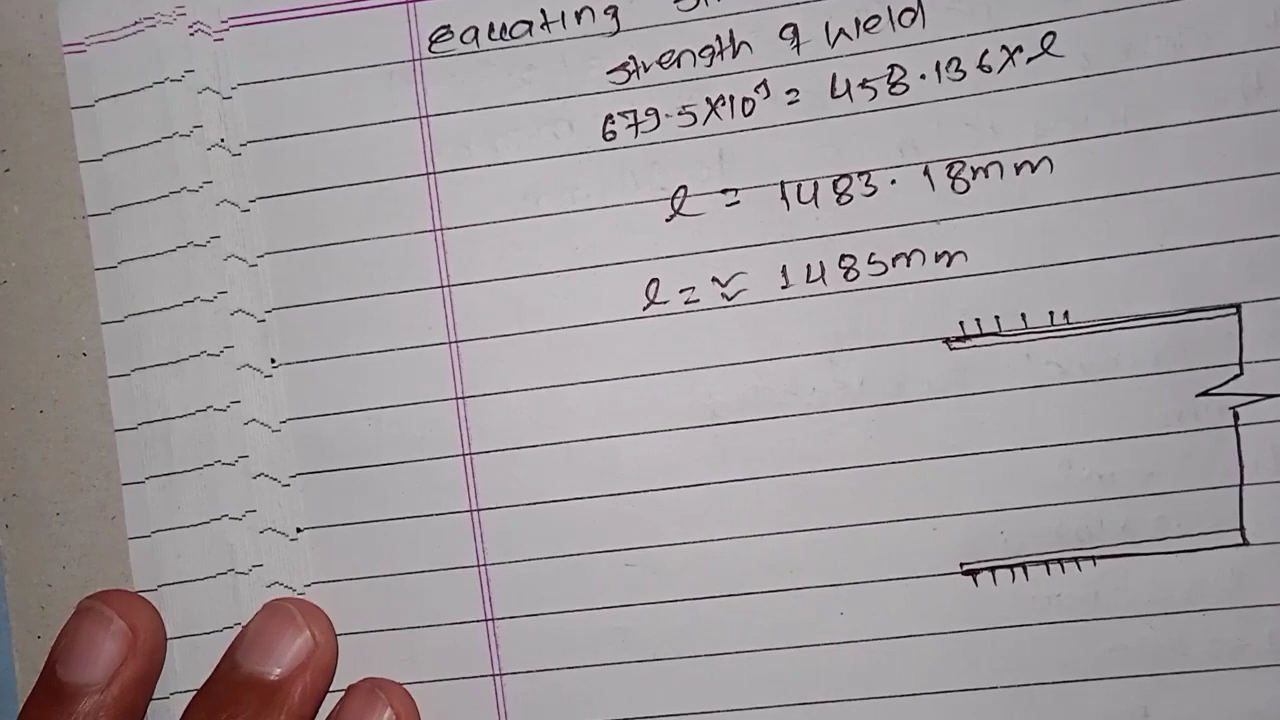 equating
strength of weld
679.5×10³ = 458.136×l
l = 1483.18mm
l = ≈ 1485mm